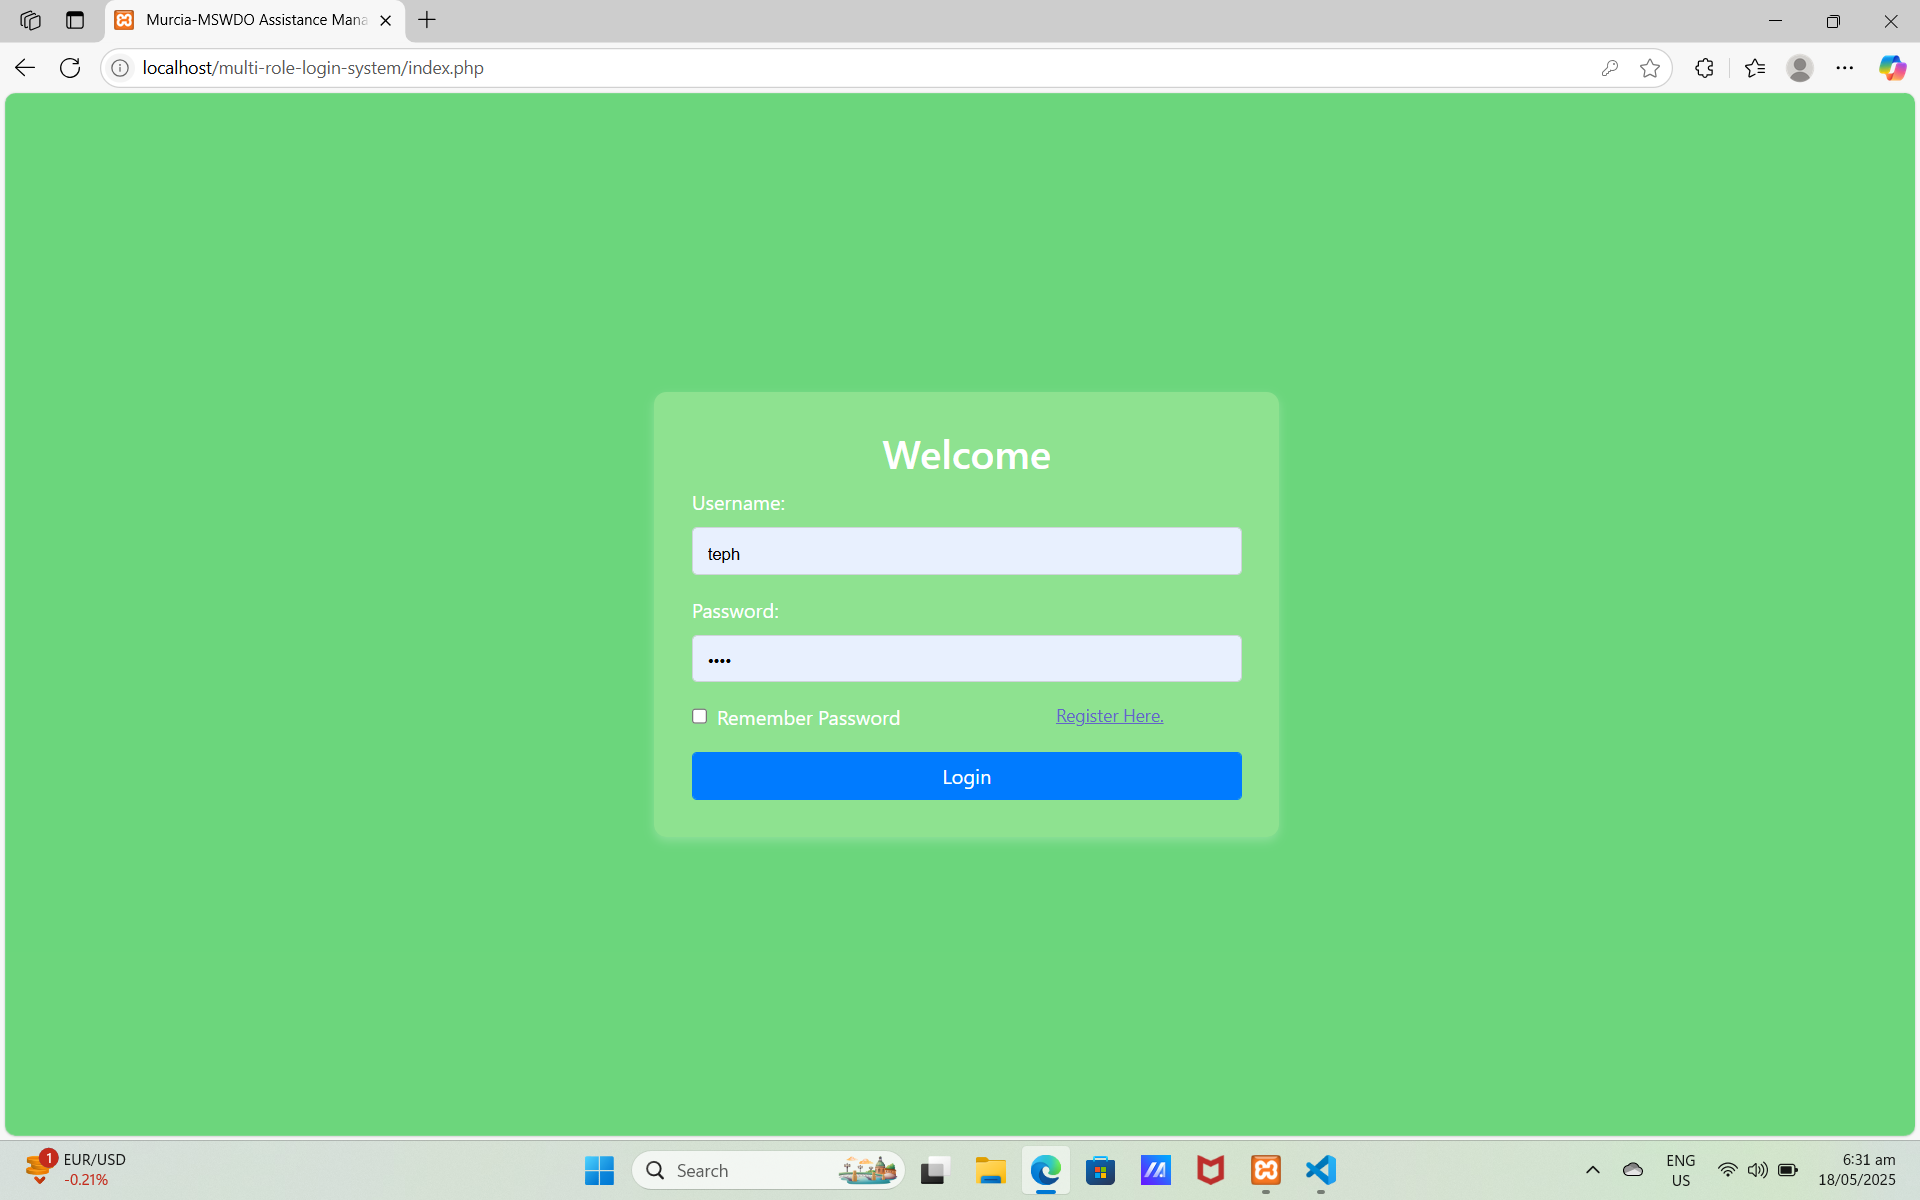 Murcia-MSWDO Assistance Mana
localhost/multi-role-login-system/index.php
Welcome
Username:
teph
Password:
••••
Remember Password
Register Here.
Login
1
EUR/USD
-0.21%
Search
ENG
US
6:31 am
18/05/2025